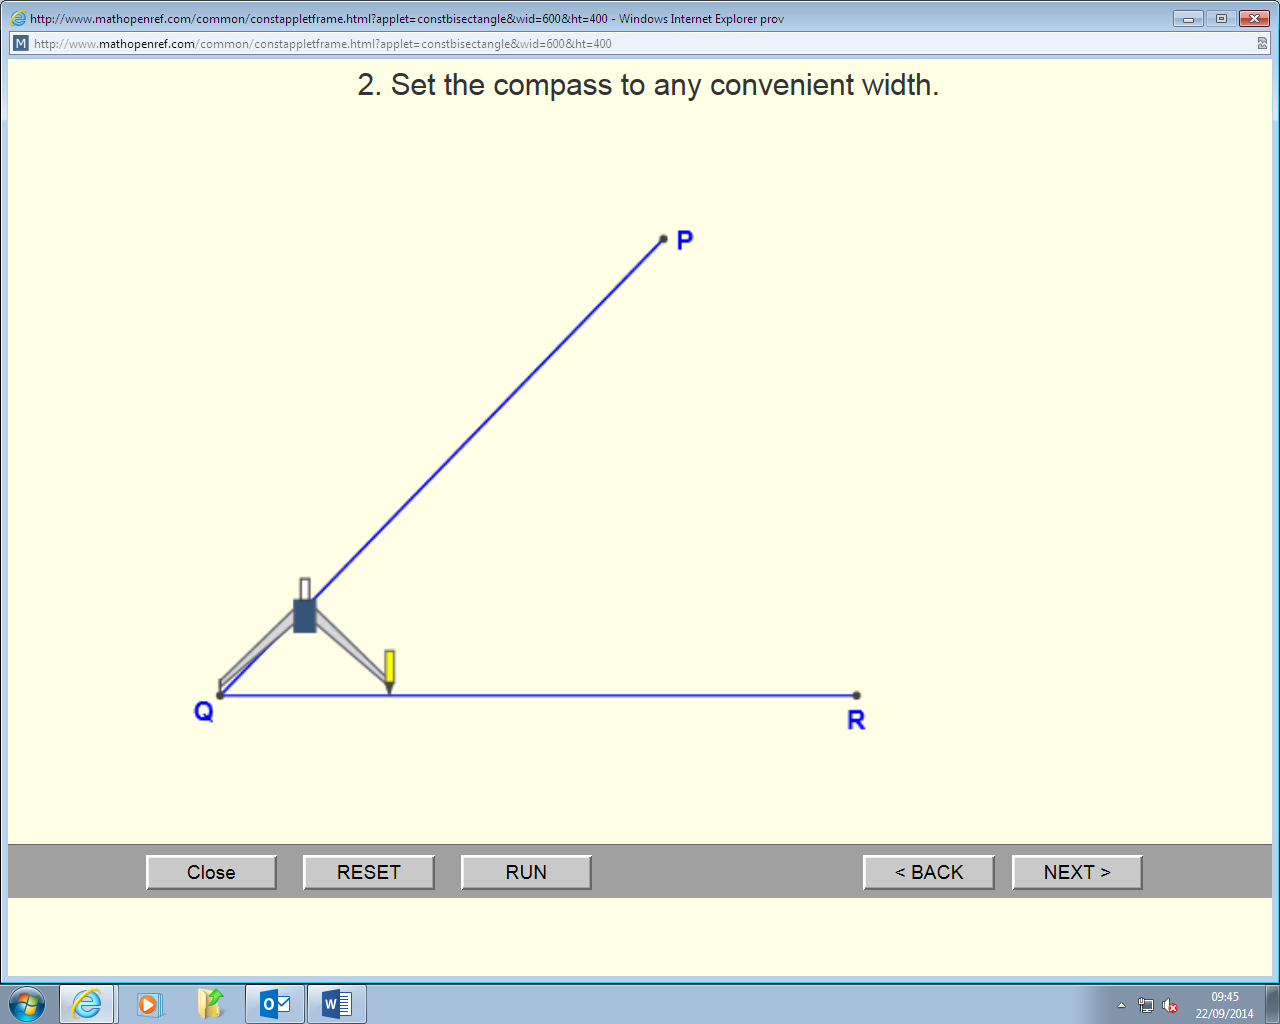 http://www.mathopenref.com/common/constappletframe.html?applet=constbisectangle&wid=600&ht=400 - Windows Internet Explorer prov
M http://www.mathopenref.com/common/constappletframe.html?applet=constbisectangle&wid=600&ht=400
2. Set the compass to any convenient width.
P
Q
R
Close RESET RUN < BACK NEXT >
09:45
22/09/2014